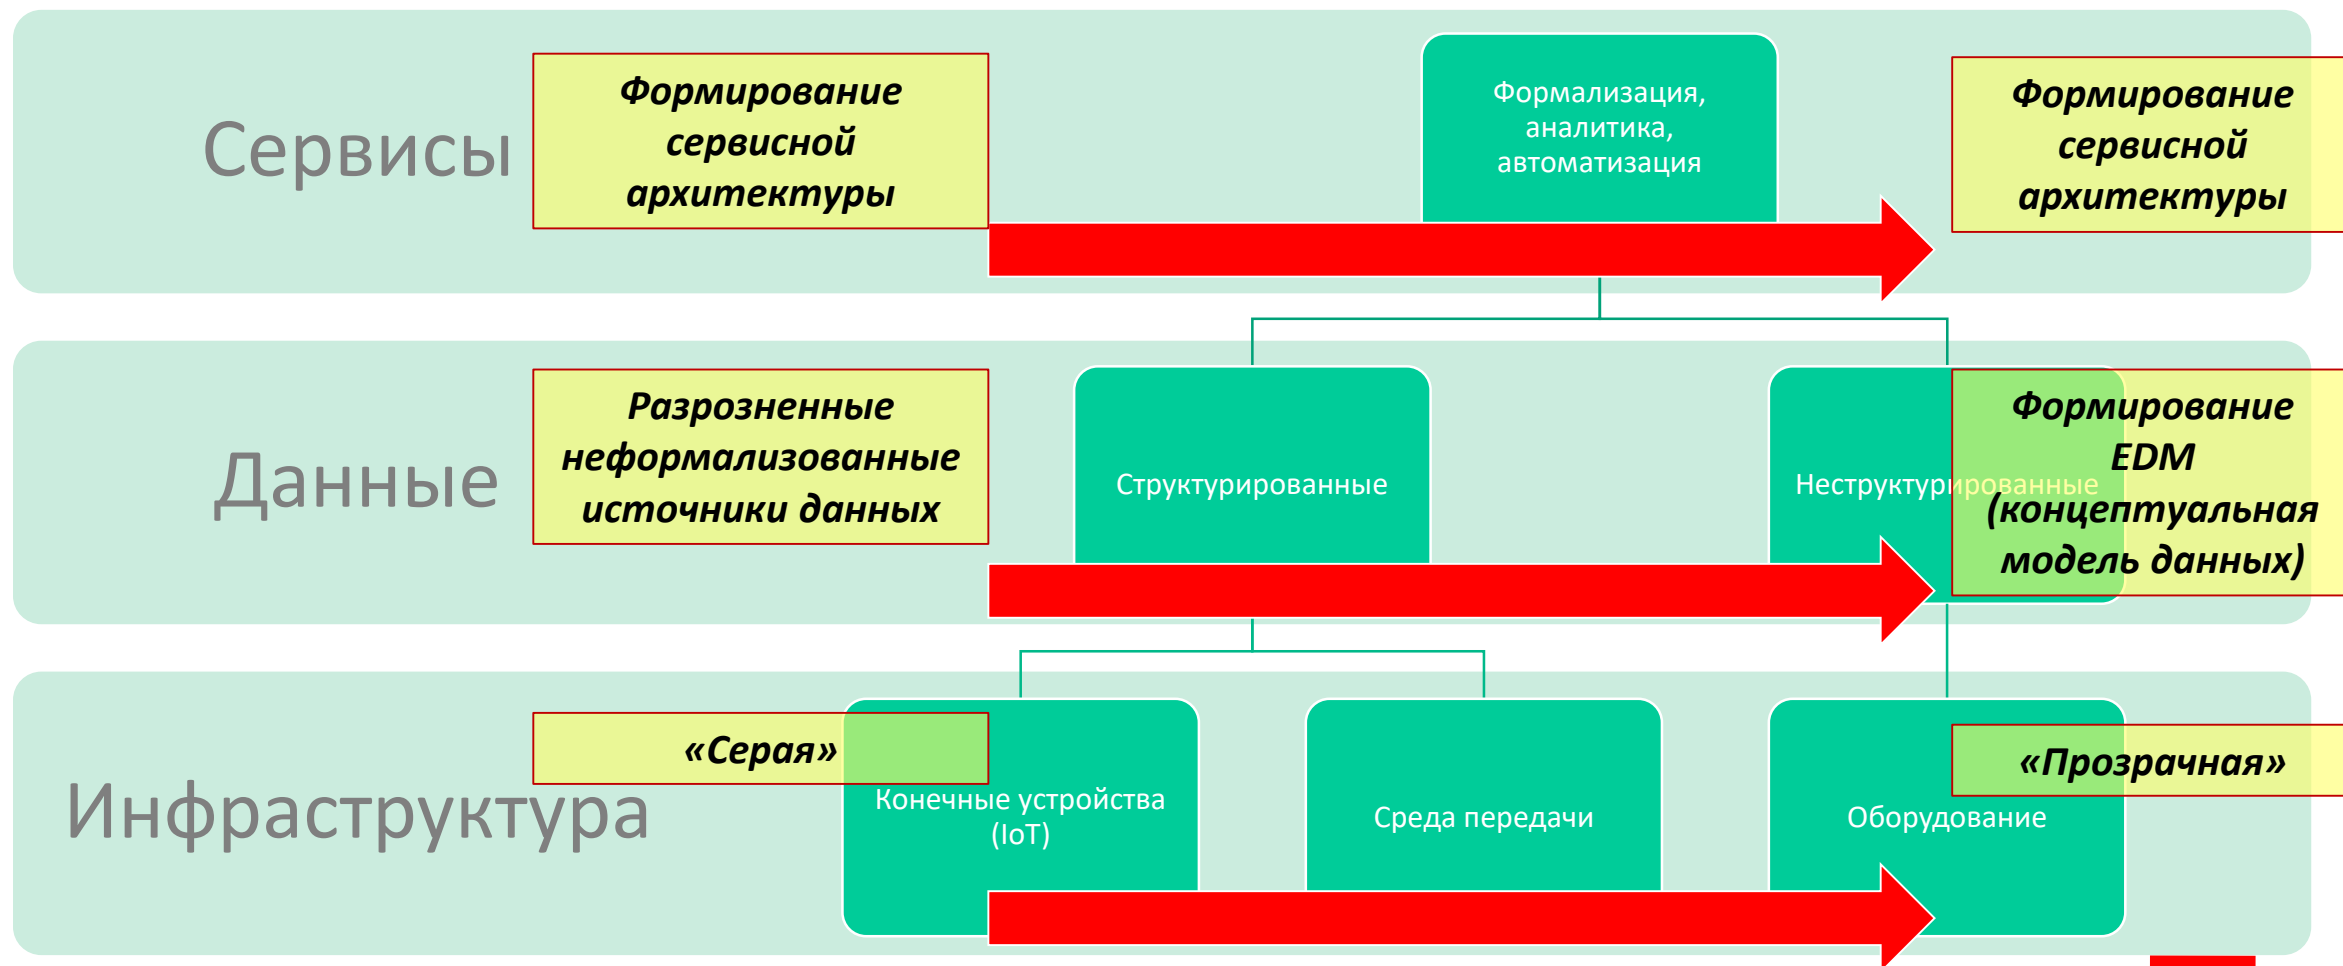 Сервисы
Формирование
сервисной
архитектуры
Формализация,
аналитика,
автоматизация
Формирование
сервисной
архитектуры
Данные
Разрозненные
неформализованные
источники данных
Структурированные
Неструктурированные
Формирование
EDM
(концептуальная
модель данных)
Инфраструктура
«Серая»
Конечные устройства
(IoT)
Среда передачи
Оборудование
«Прозрачная»